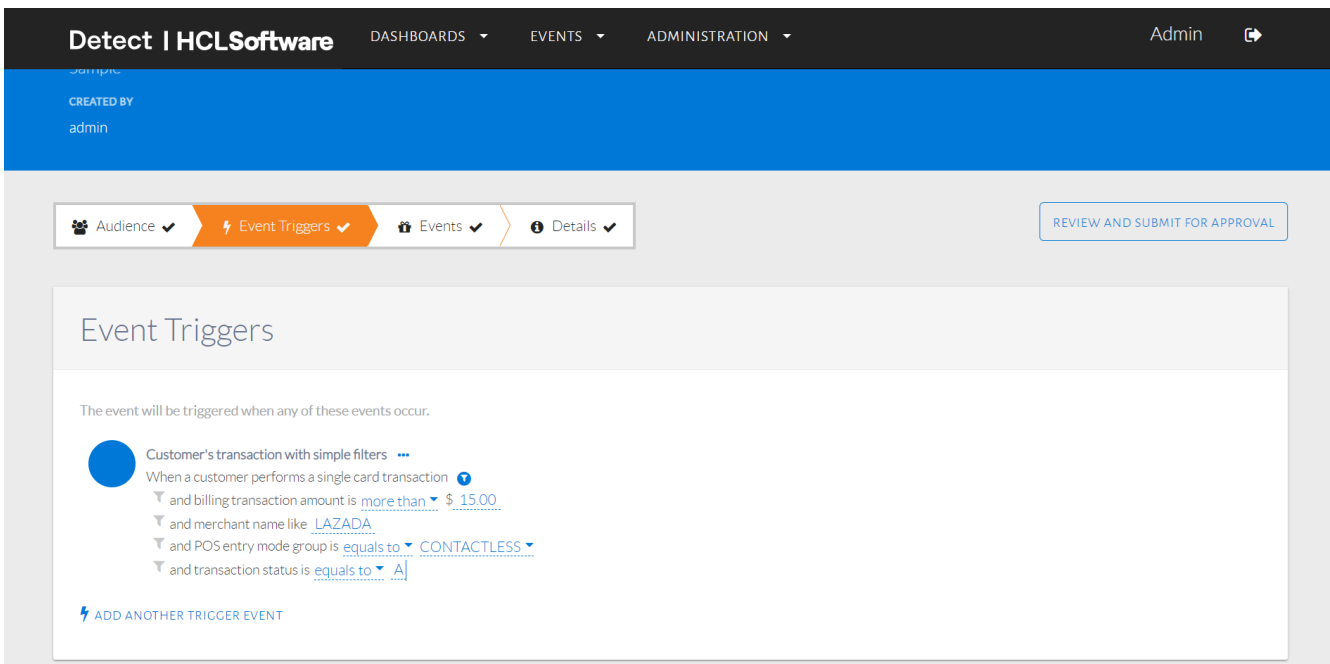 Detect | HCLSoftware DASHBOARDS EVENTS ADMINISTRATION Admin
Sample
CREATED BY
admin
Audience Event Triggers Events Details REVIEW AND SUBMIT FOR APPROVAL
Event Triggers
The event will be triggered when any of these events occur.
Customer's transaction with simple filters ...
When a customer performs a single card transaction
and billing transaction amount is more than $ 15.00
and merchant name like LAZADA
and POS entry mode group is equals to CONTACTLESS
and transaction status is equals to A
ADD ANOTHER TRIGGER EVENT